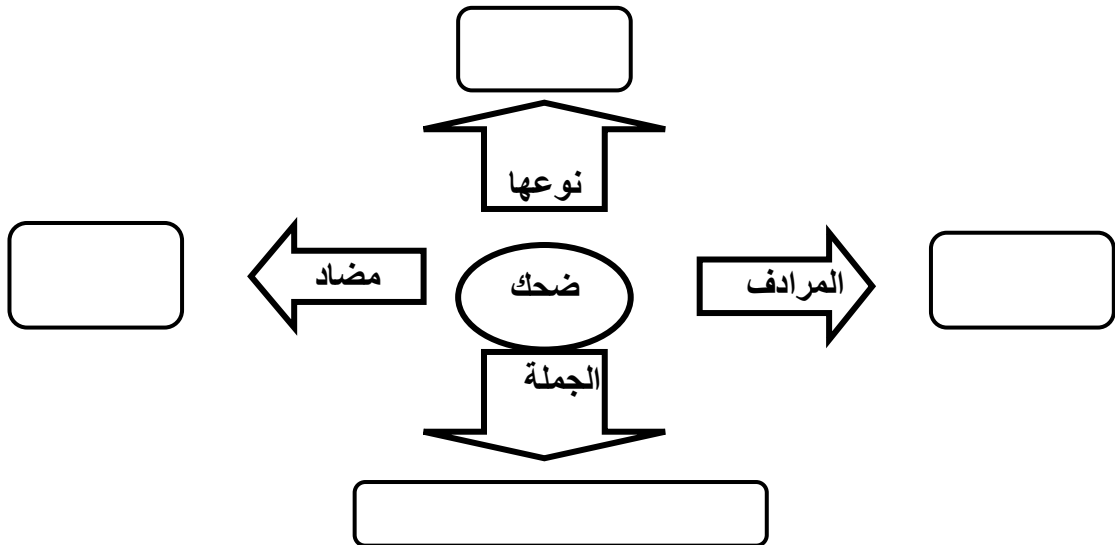 نوعها
المرادف
ضحك
مضاد
الجملة